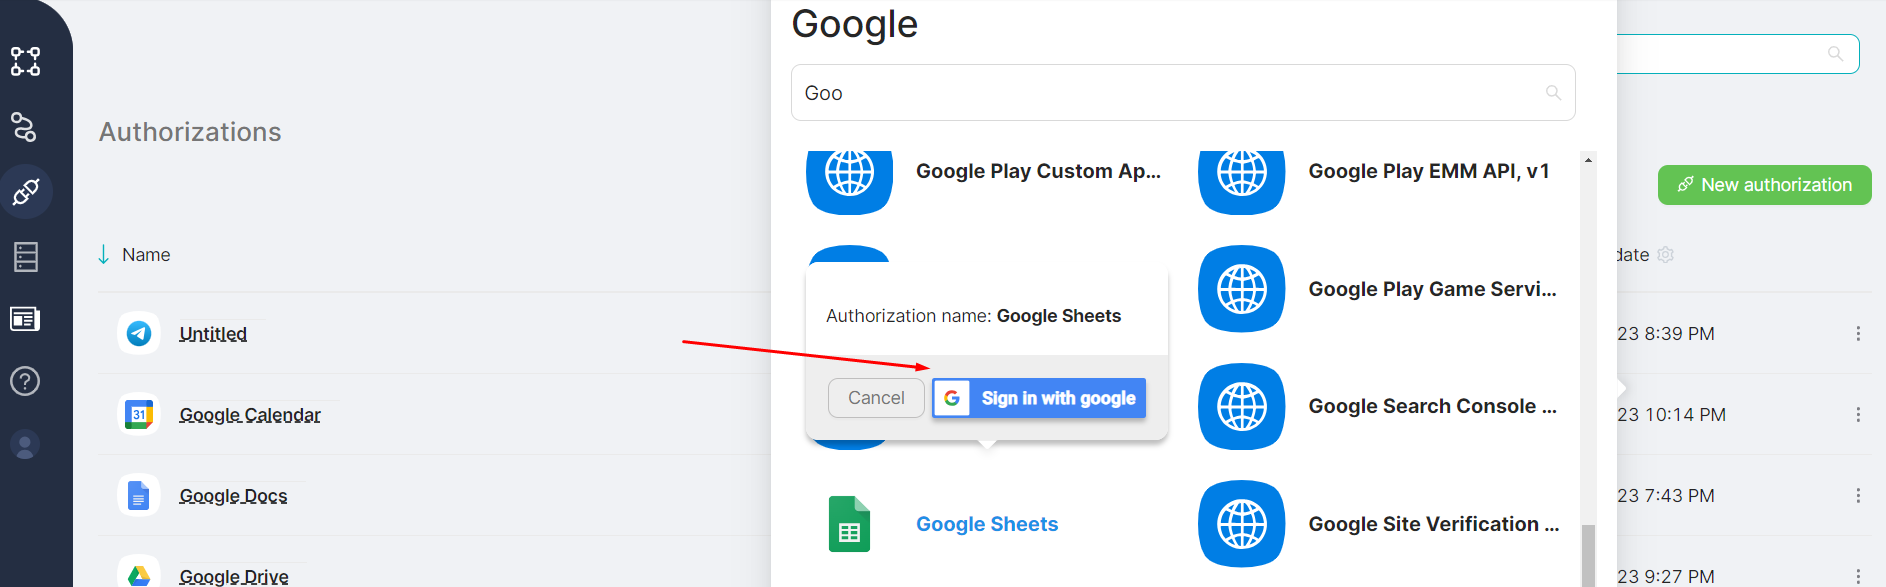 Google
Goo
Authorizations
Google Play Custom Ap...
Google Play EMM API, v1
New authorization
Name
date
Google Play Game Servi...
Authorization name: Google Sheets
Untitled
23 8:39 PM
Cancel
Sign in with google
Google Search Console ...
31
Google Calendar
23 10:14 PM
Google Docs
23 7:43 PM
Google Sheets
Google Site Verification ...
Google Drive
23 9:27 PM